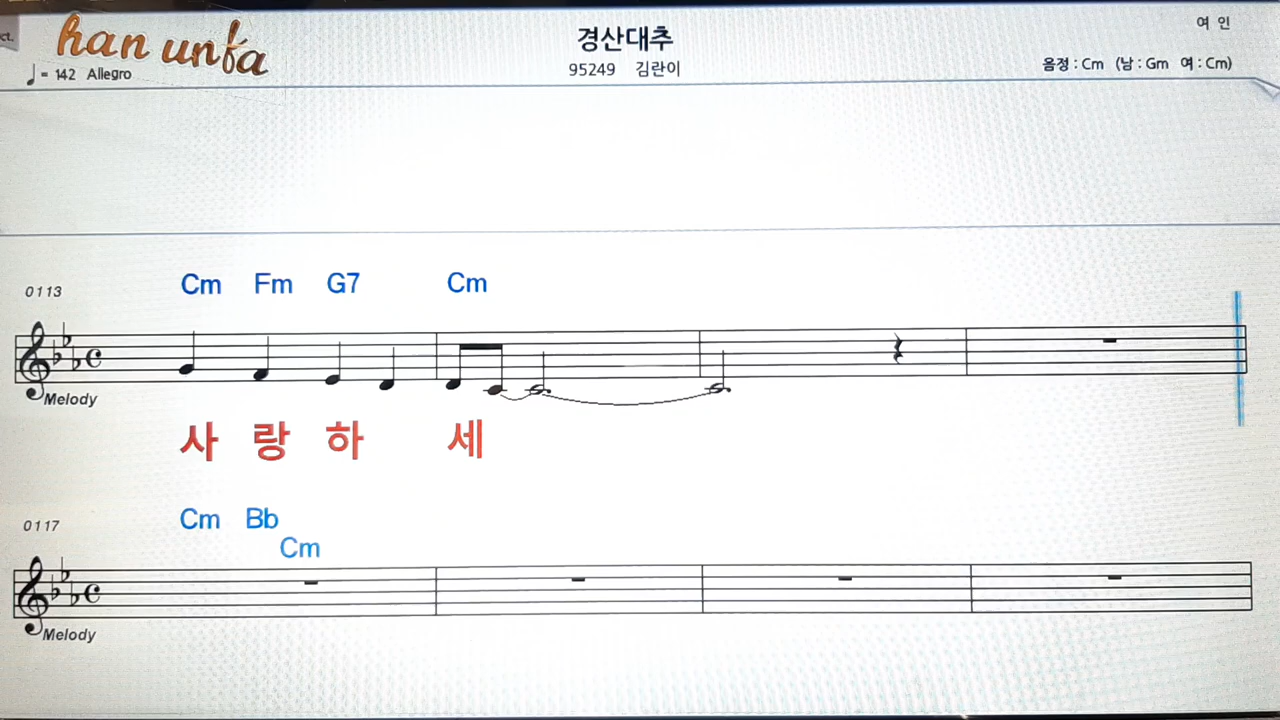 ct.
han unfa
경산대추
여 인
= 142 Allegro
95249 김란이
음정 : Cm (남 : Gm 여 : Cm)
0113
Cm Fm G7 Cm
Melody
사 랑 하 세
0117
Cm Bb
Cm
Melody